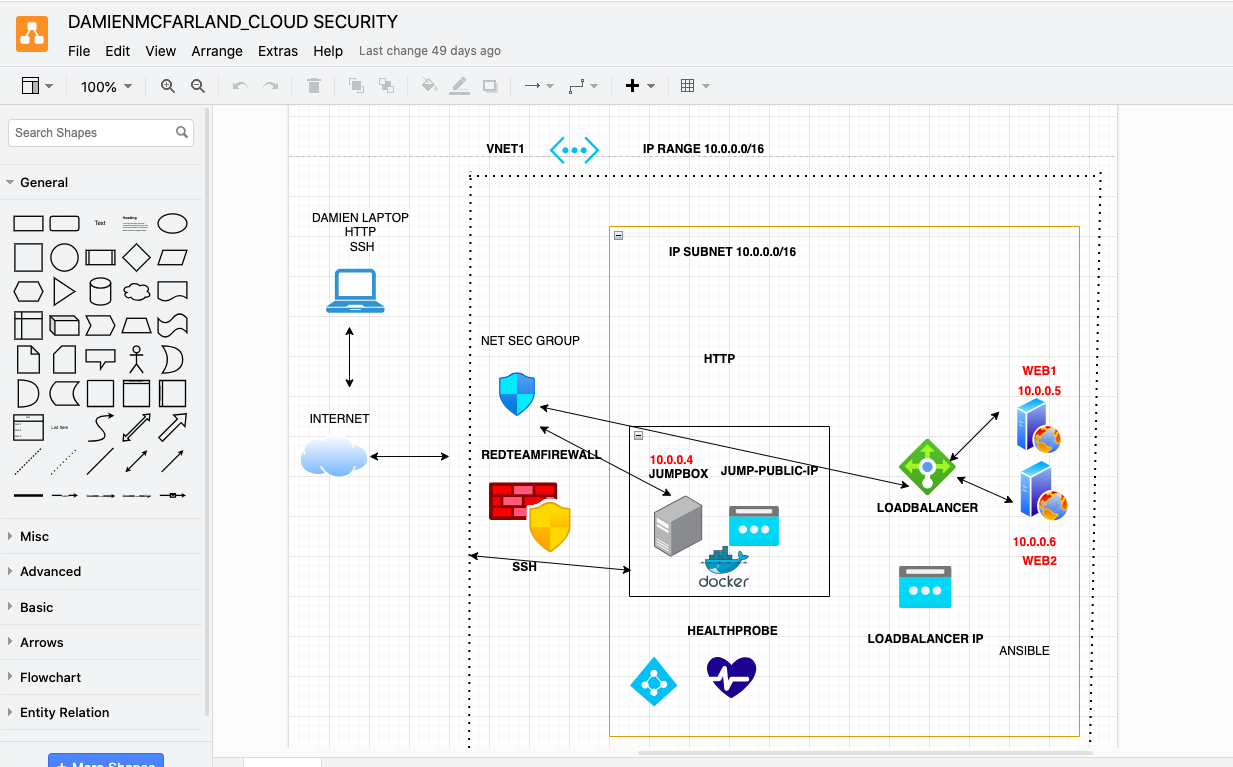 DAMIENMCFARLAND_CLOUD SECURITY
File Edit View Arrange Extras Help Last change 49 days ago
100%
Search Shapes
General
Text
Heading
List Item
Misc
Advanced
Basic
Arrows
Flowchart
Entity Relation
+ More Shapes
VNET1
IP RANGE 10.0.0.0/16
DAMIEN LAPTOP
HTTP
SSH
IP SUBNET 10.0.0.0/16
NET SEC GROUP
HTTP
WEB1
10.0.0.5
INTERNET
REDTEAMFIREWALL
10.0.0.4
JUMPBOX
JUMP-PUBLIC-IP
LOADBALANCER
10.0.0.6
WEB2
SSH
docker
HEALTHPROBE
LOADBALANCER IP
ANSIBLE